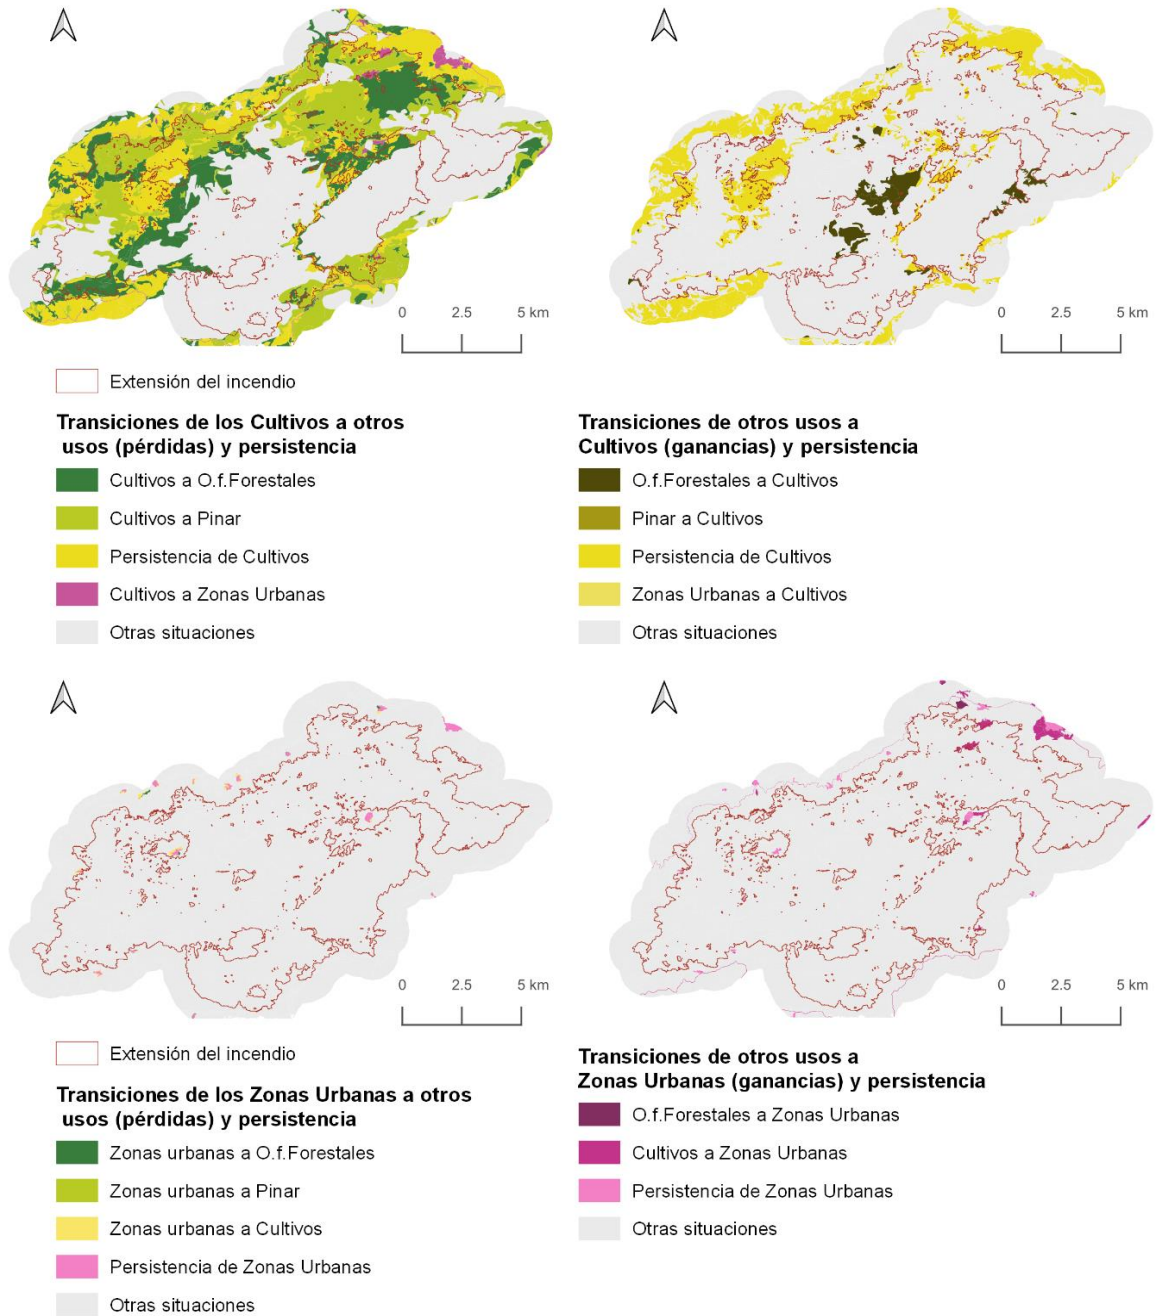 0 2.5 5 km
0 2.5 5 km
Extensión del incendio
Transiciones de los Cultivos a otros
usos (pérdidas) y persistencia
Cultivos a O.f.Forestales
Cultivos a Pinar
Persistencia de Cultivos
Cultivos a Zonas Urbanas
Otras situaciones
Transiciones de otros usos a
Cultivos (ganancias) y persistencia
O.f.Forestales a Cultivos
Pinar a Cultivos
Persistencia de Cultivos
Zonas Urbanas a Cultivos
Otras situaciones
0 2.5 5 km
0 2.5 5 km
Extensión del incendio
Transiciones de los Zonas Urbanas a otros
usos (pérdidas) y persistencia
Zonas urbanas a O.f.Forestales
Zonas urbanas a Pinar
Zonas urbanas a Cultivos
Persistencia de Zonas Urbanas
Otras situaciones
Transiciones de otros usos a
Zonas Urbanas (ganancias) y persistencia
O.f.Forestales a Zonas Urbanas
Cultivos a Zonas Urbanas
Persistencia de Zonas Urbanas
Otras situaciones